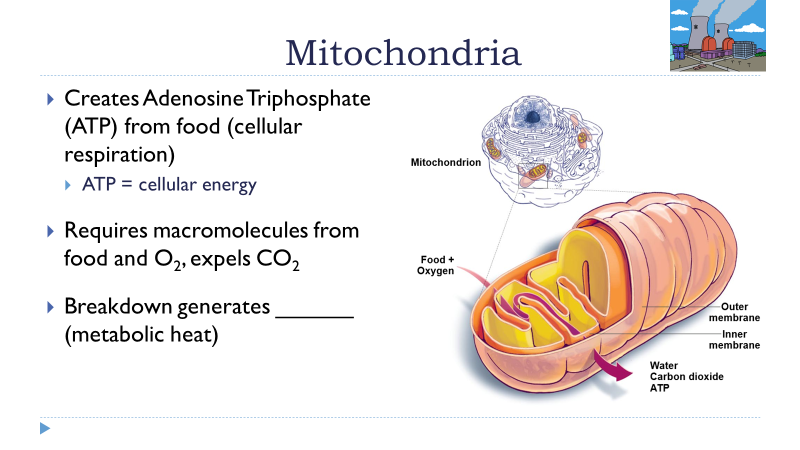 Mitochondria
Creates Adenosine Triphosphate
(ATP) from food (cellular
respiration)
ATP = cellular energy
Requires macromolecules from
food and O₂, expels CO₂
Breakdown generates ______
(metabolic heat)
Mitochondrion
Food +
Oxygen
Outer
membrane
Inner
membrane
Water
Carbon dioxide
ATP